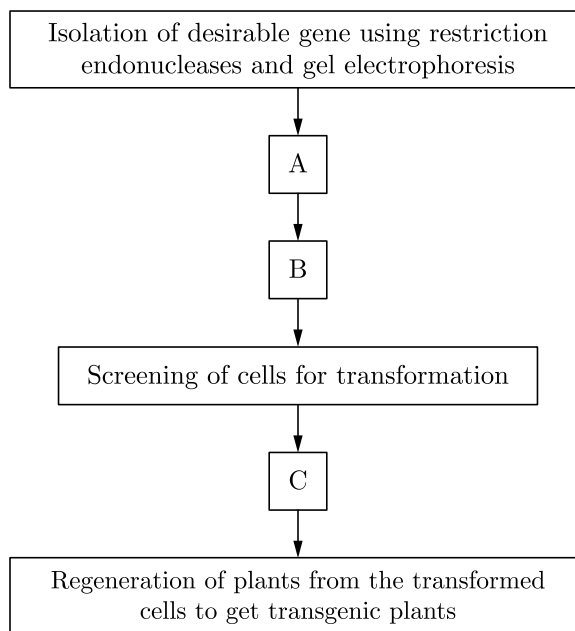 Isolation of desirable gene using restriction
endonucleases and gel electrophoresis
A
B
Screening of cells for transformation
C
Regeneration of plants from the transformed
cells to get transgenic plants